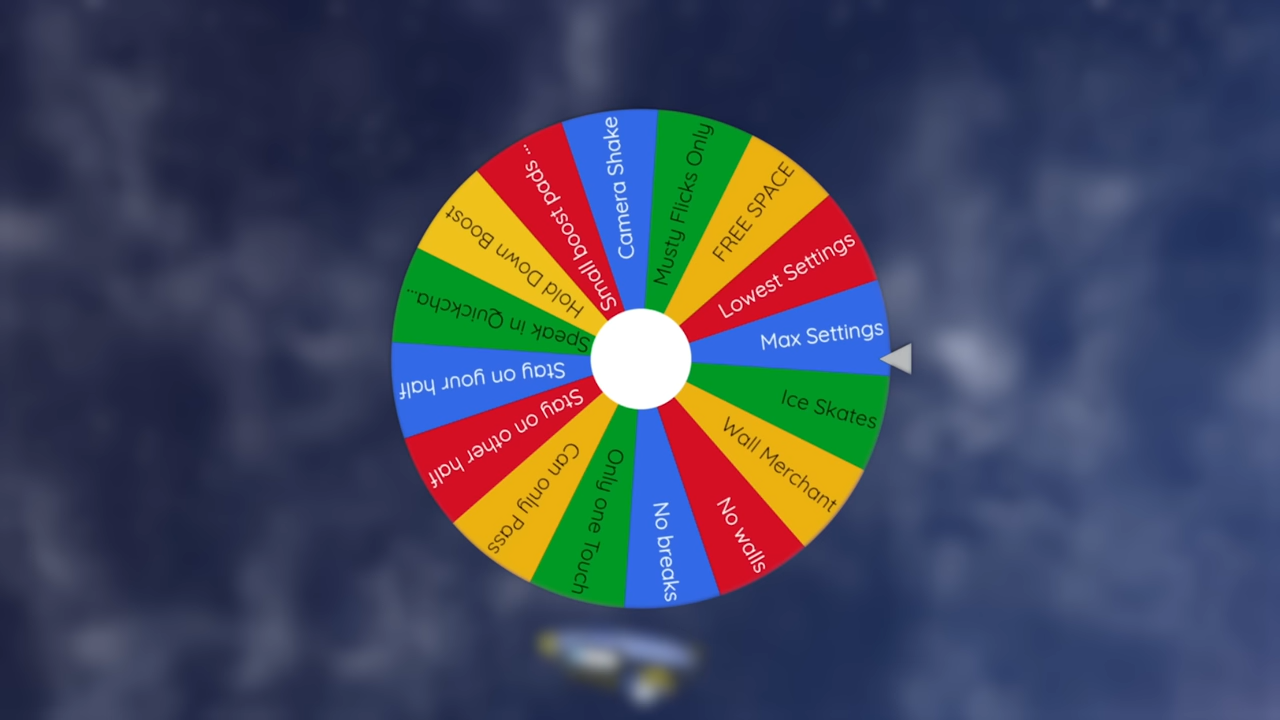 Camera Shake
Musty Flicks Only
FREE SPACE
Lowest Settings
Max Settings
Ice Skates
Wall Merchant
No walls
No breaks
Only one Touch
Can only Pass
Stay on other half
Stay on your half
Speak in Quickcha...
Hold Down Boost
Small boost pads ...